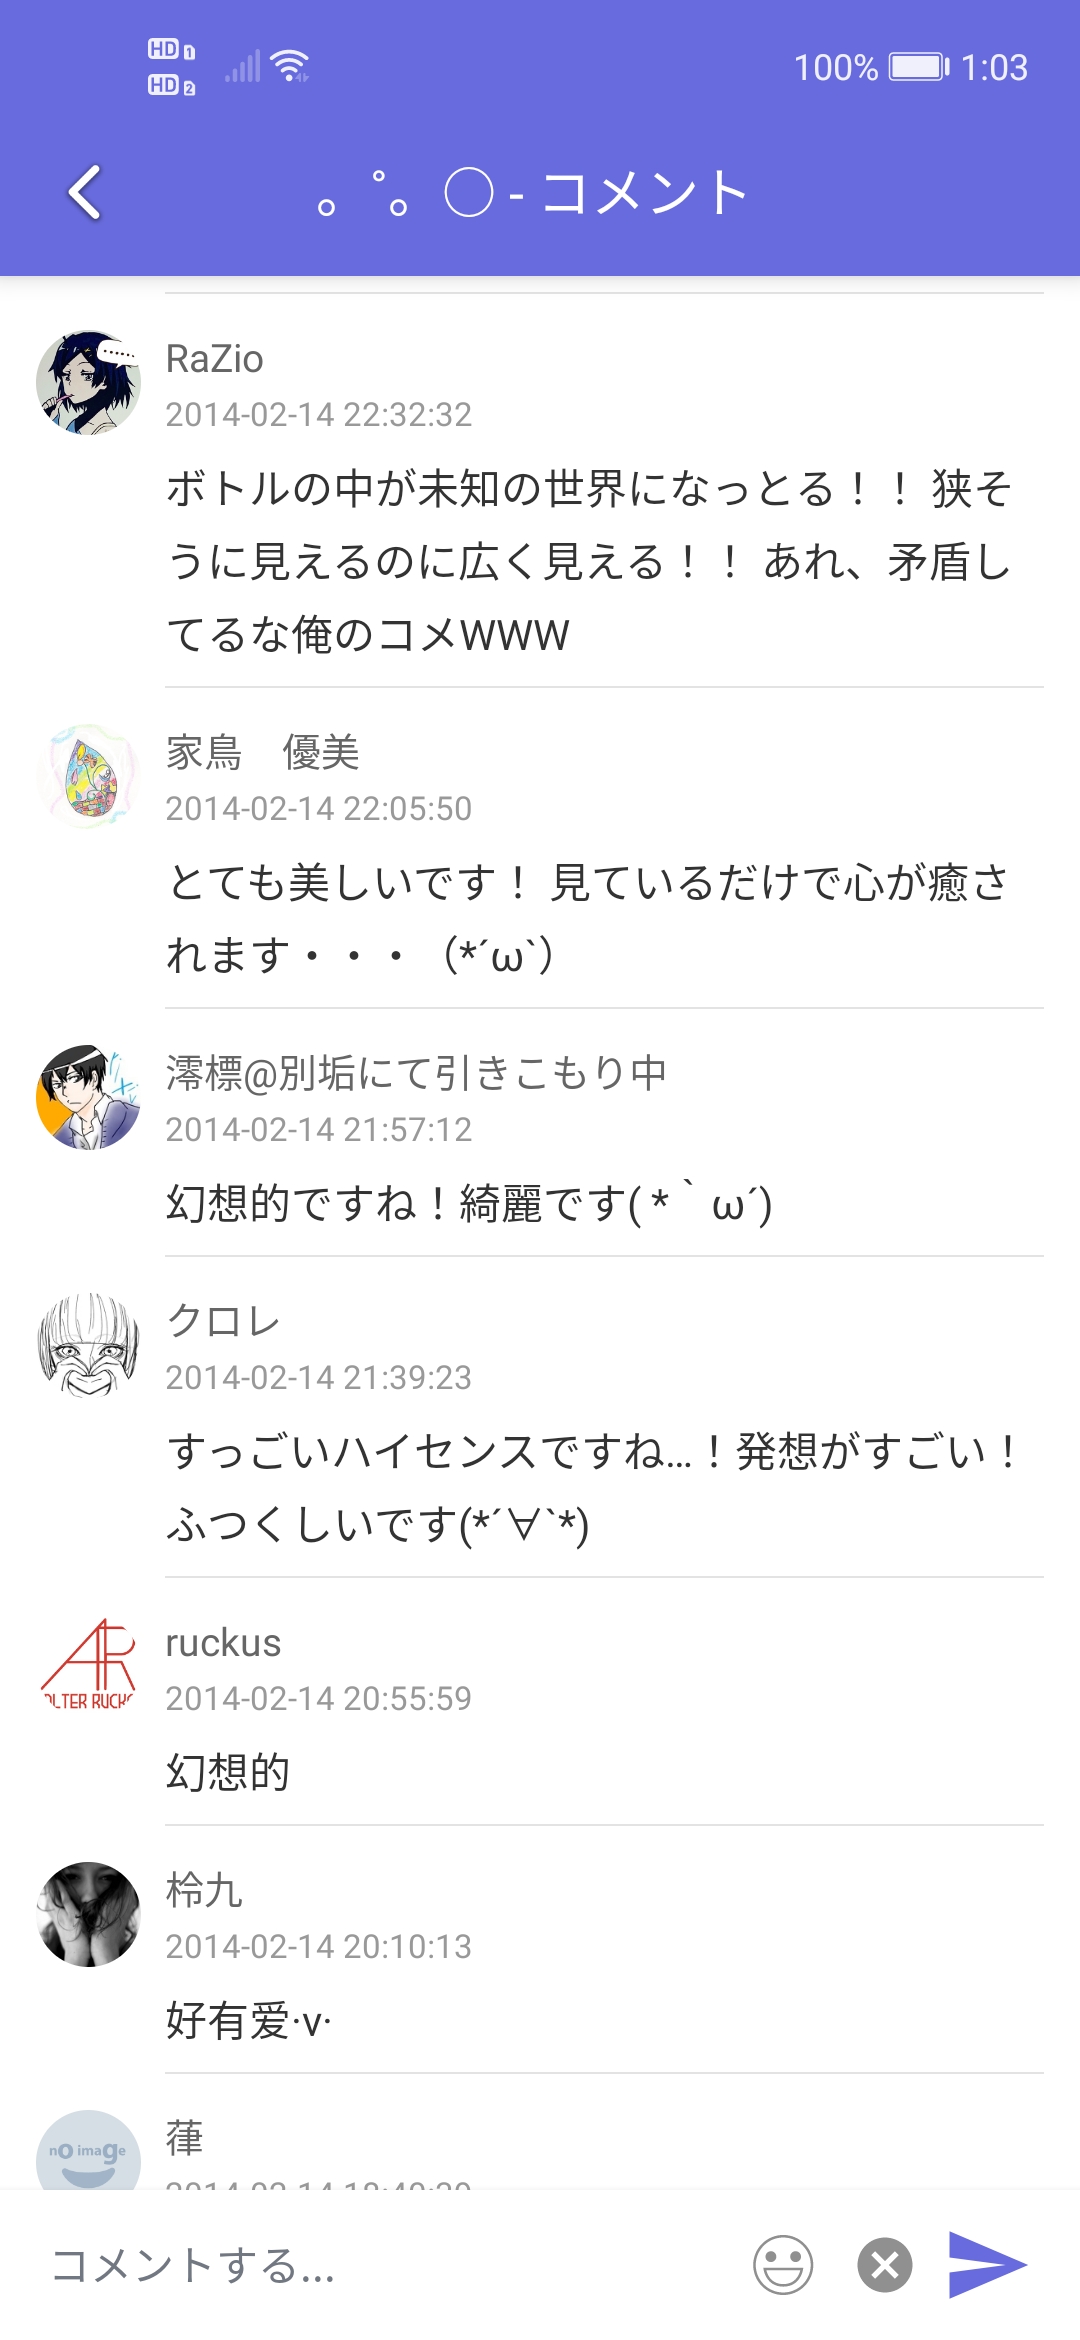 HD 1
HD 2
100% 1:03
。゜。○ - コメント
RaZio
2014-02-14 22:32:32
ボトルの中が未知の世界になっとる！！ 狭そ
うに見えるのに広く見える！！ あれ、矛盾し
てるな俺のコメWWW
家鳥　優美
2014-02-14 22:05:50
とても美しいです！ 見ているだけで心が癒さ
れます・・・（*´ω`）
澪標@別垢にて引きこもり中
2014-02-14 21:57:12
幻想的ですね！綺麗です( *｀ω´)
クロレ
2014-02-14 21:39:23
すっごいハイセンスですね…！発想がすごい！
ふつくしいです(*´∀`*)
ruckus
2014-02-14 20:55:59
幻想的
柃九
2014-02-14 20:10:13
好有爱·v·
no image
コメントする...